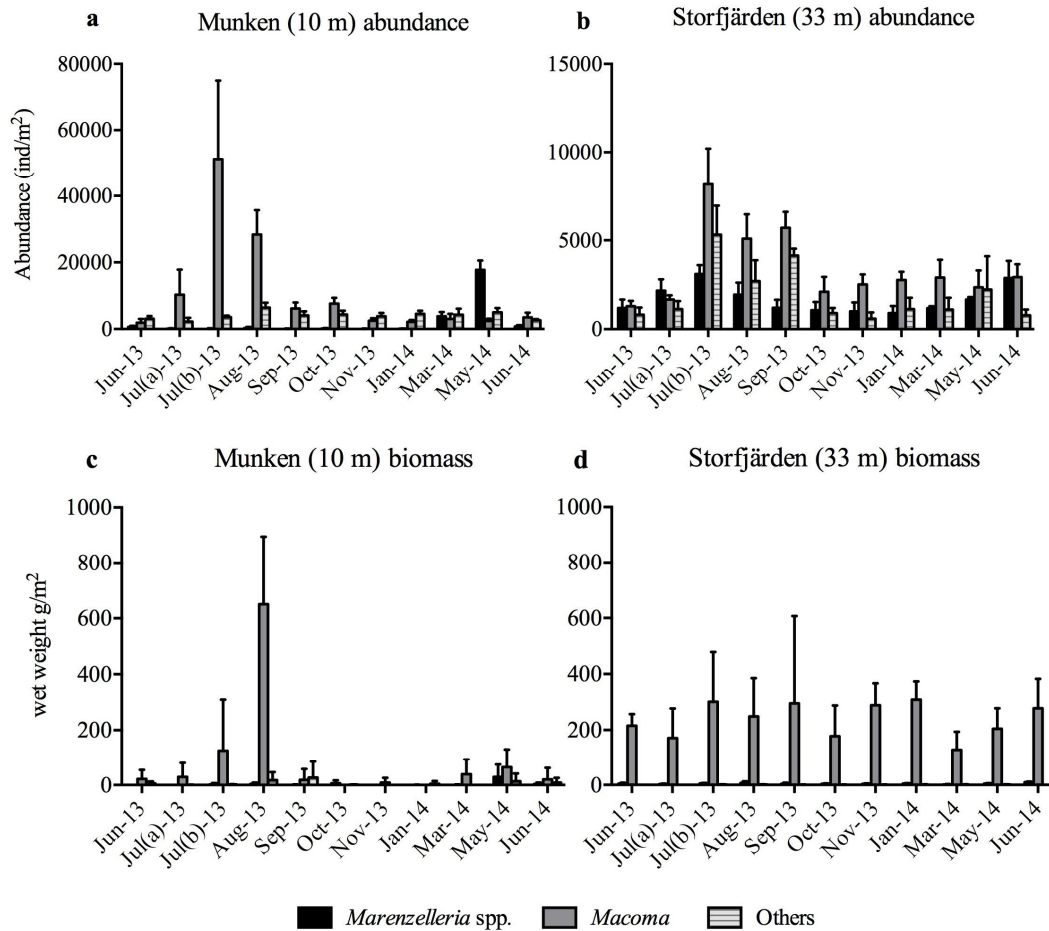 a Munken (10 m) abundance
b Storfjärden (33 m) abundance
Abundance (ind/m²)
80000
60000
40000
20000
0
Jun-13 Jul(a)-13 Jul(b)-13 Aug-13 Sep-13 Oct-13 Nov-13 Jan-14 Mar-14 May-14 Jun-14
15000
10000
5000
0
Jun-13 Jul(a)-13 Jul(b)-13 Aug-13 Sep-13 Oct-13 Nov-13 Jan-14 Mar-14 May-14 Jun-14
c Munken (10 m) biomass
d Storfjärden (33 m) biomass
wet weight g/m²
1000
800
600
400
200
0
Jun-13 Jul(a)-13 Jul(b)-13 Aug-13 Sep-13 Oct-13 Nov-13 Jan-14 Mar-14 May-14 Jun-14
1000
800
600
400
200
0
Jun-13 Jul(a)-13 Jul(b)-13 Aug-13 Sep-13 Oct-13 Nov-13 Jan-14 Mar-14 May-14 Jun-14
Marenzelleria spp. Macoma Others